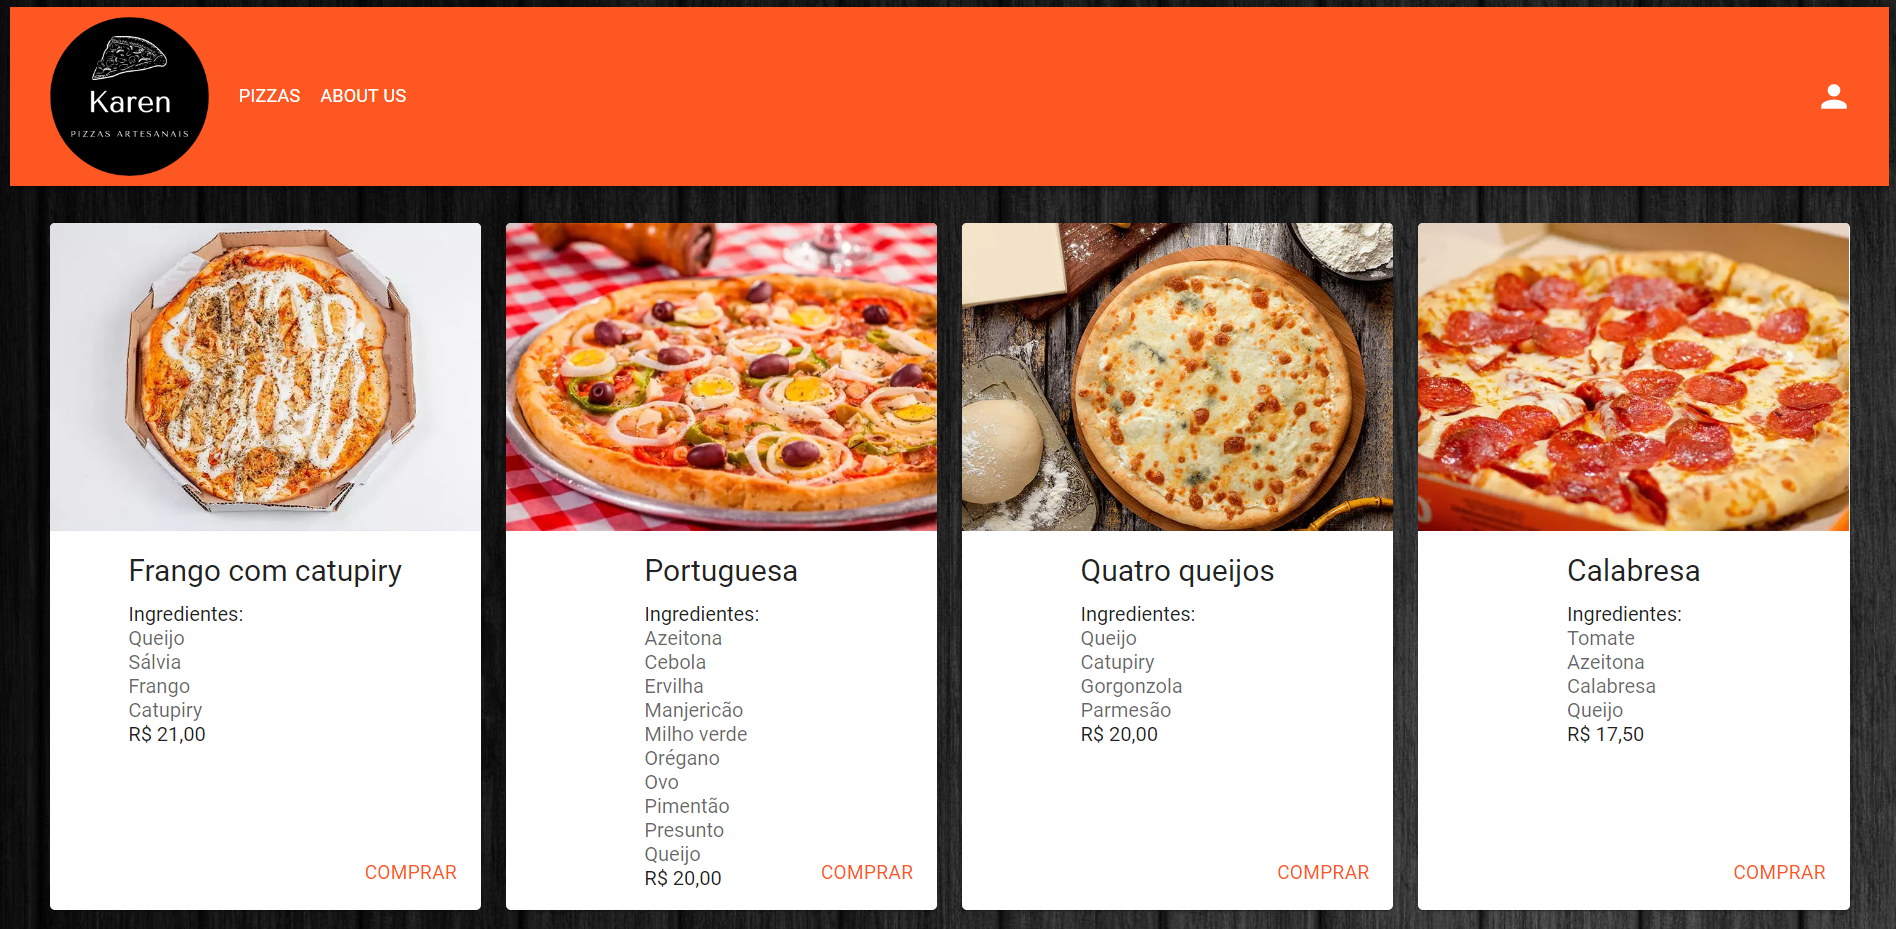 Karen
PIZZAS ARTESANAIS
PIZZAS ABOUT US
Frango com catupiry
Ingredientes:
Queijo
Sálvia
Frango
Catupiry
R$ 21,00
COMPRAR
Portuguesa
Ingredientes:
Azeitona
Cebola
Ervilha
Manjericão
Milho verde
Orégano
Ovo
Pimentão
Presunto
Queijo
R$ 20,00
COMPRAR
Quatro queijos
Ingredientes:
Queijo
Catupiry
Gorgonzola
Parmesão
R$ 20,00
COMPRAR
Calabresa
Ingredientes:
Tomate
Azeitona
Calabresa
Queijo
R$ 17,50
COMPRAR